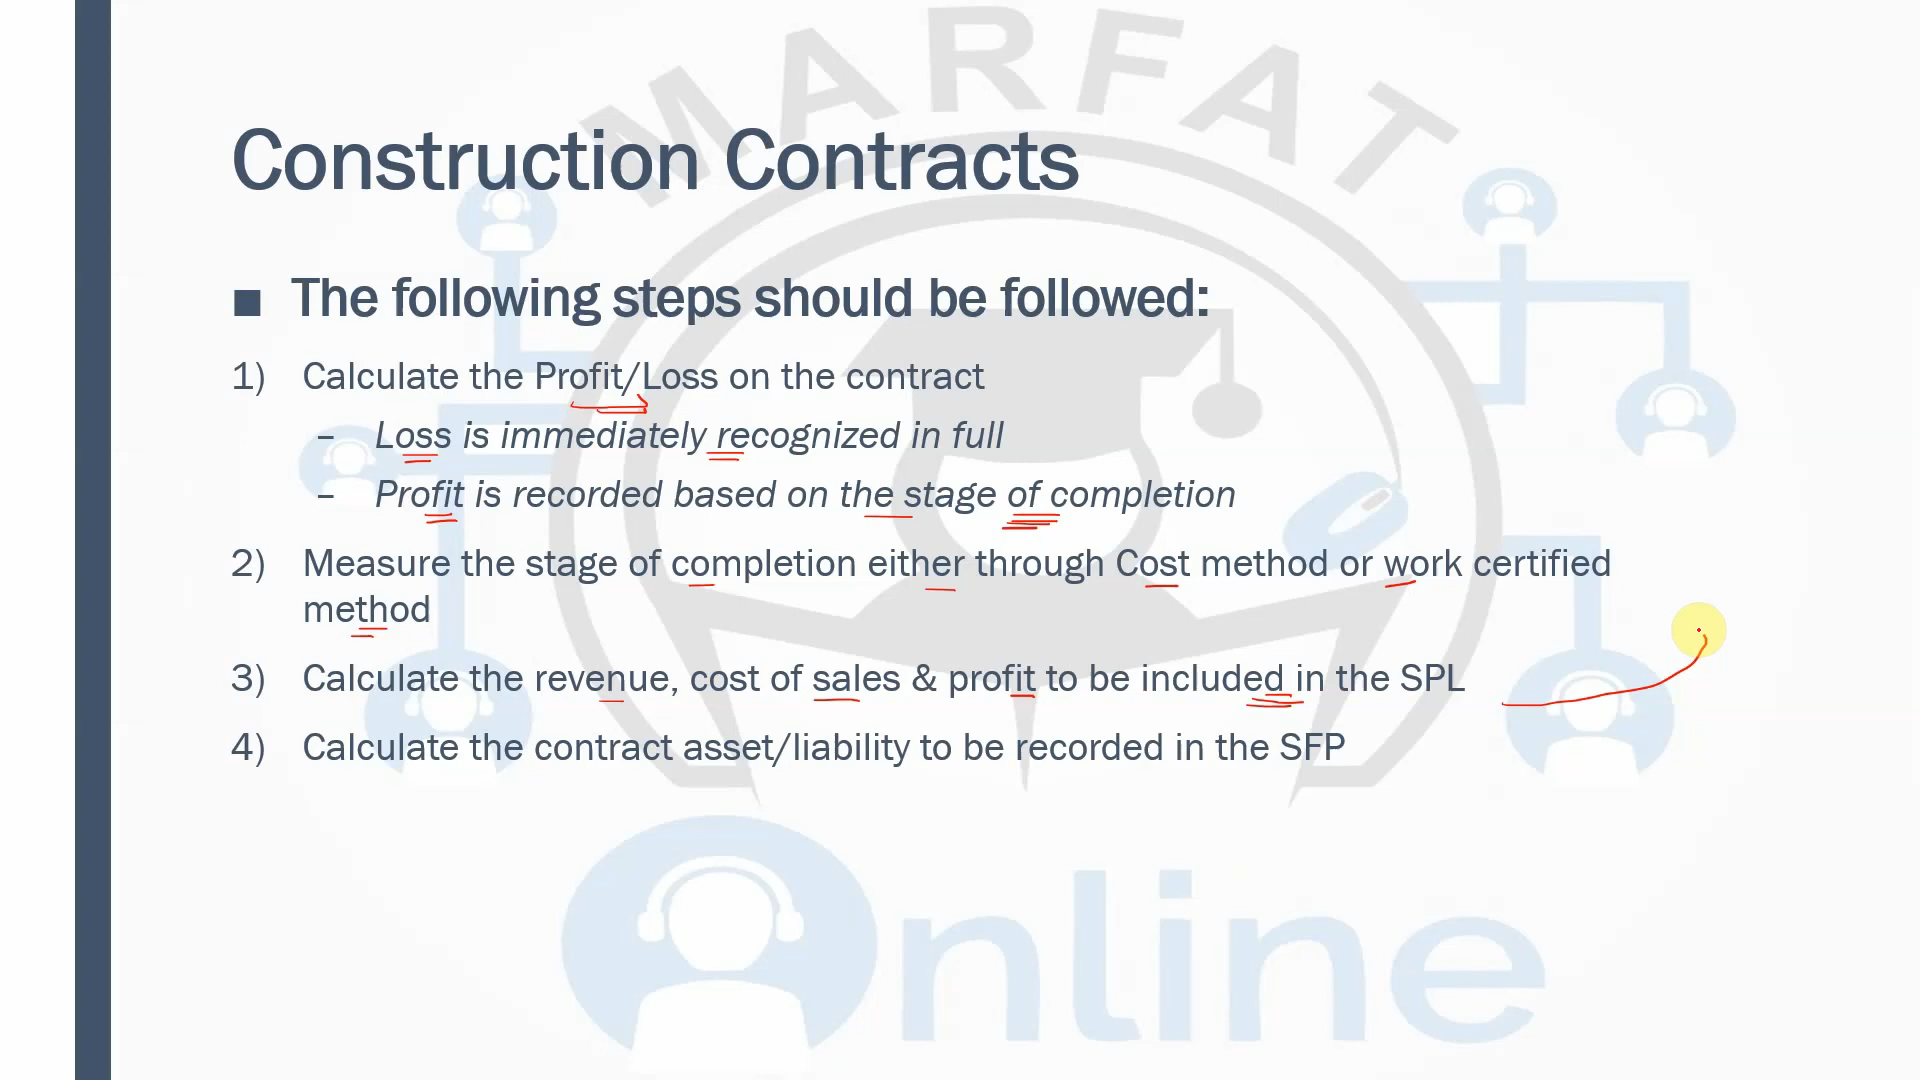 MARFAT
Construction Contracts
■ The following steps should be followed:
1) Calculate the Profit/Loss on the contract
– Loss is immediately recognized in full
– Profit is recorded based on the stage of completion
2) Measure the stage of completion either through Cost method or work certified
method
3) Calculate the revenue, cost of sales & profit to be included in the SPL
4) Calculate the contract asset/liability to be recorded in the SFP
nline